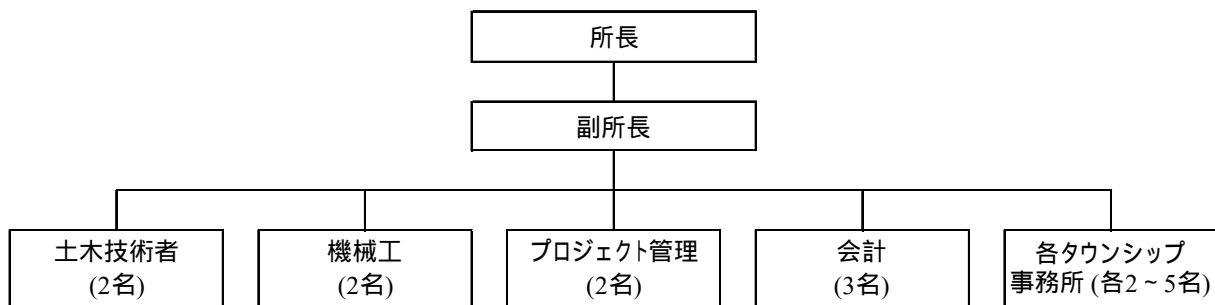 所長
副所長
土木技術者
(2名)
機械工
(2名)
プロジェクト管理
(2名)
会計
(3名)
各タウンシップ
事務所 (各2~5名)